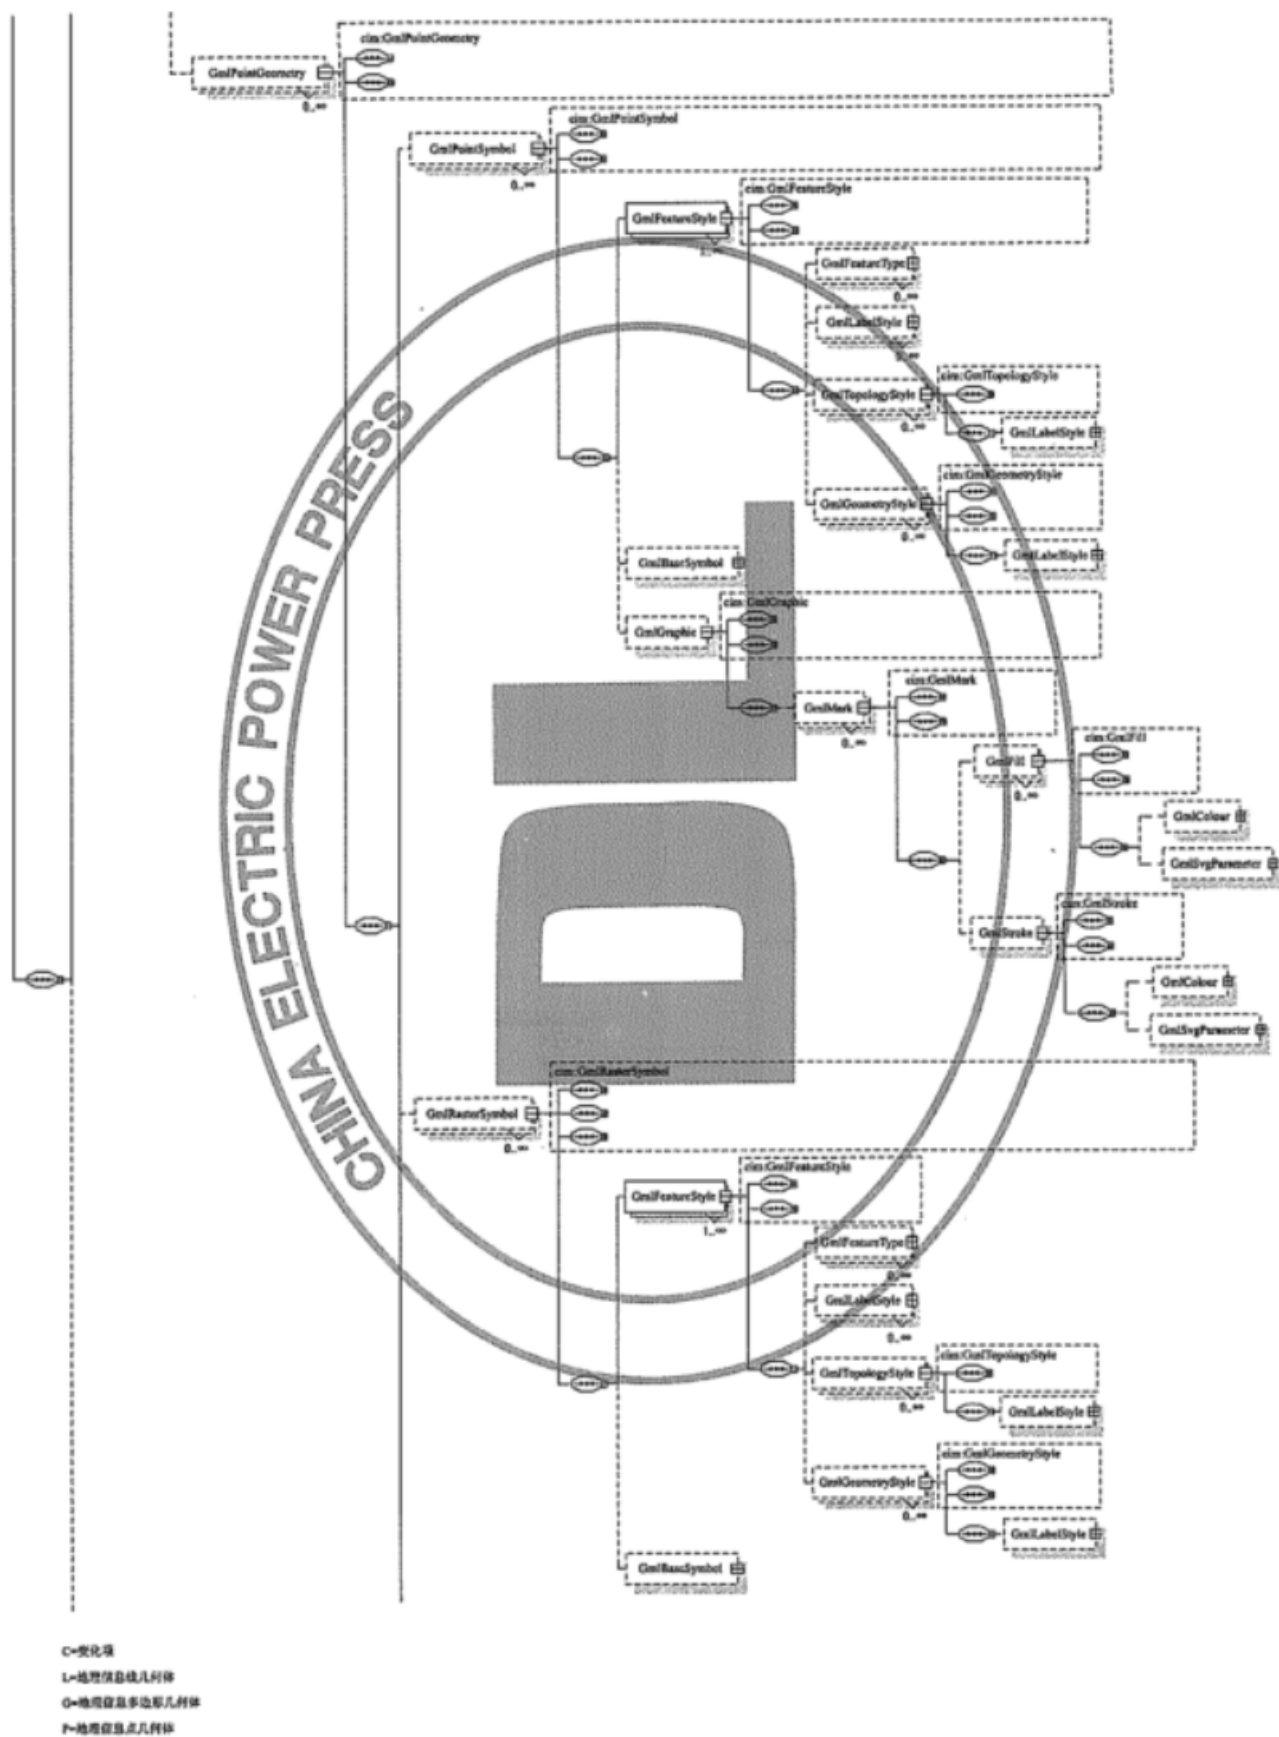 cim:GmlPointGeometry
GmlPointGeometry
0..∞
cim:GmlPointSymbol
GmlPointSymbol
0..∞
cim:GmlFeatureStyle
GmlFeatureStyle
1..∞
GmlFeatureType
0..∞
GmlLabelStyle
0..∞
cim:GmlTopologyStyle
GmlTopologyStyle
0..∞
GmlLabelStyle
cim:GmlGeometryStyle
GmlGeometryStyle
0..∞
GmlLabelStyle
GmlBaseSymbol
cim:GmlGraphic
GmlGraphic
cim:GmlMark
GmlMark
0..∞
cim:GmlFill
GmlFill
0..∞
GmlColour
GmlSvgParameter
cim:GmlStroke
GmlStroke
GmlColour
GmlSvgParameter
cim:GmlRasterSymbol
GmlRasterSymbol
0..∞
cim:GmlFeatureStyle
GmlFeatureStyle
1..∞
GmlFeatureType
0..∞
GmlLabelStyle
0..∞
cim:GmlTopologyStyle
GmlTopologyStyle
0..∞
GmlLabelStyle
cim:GmlGeometryStyle
GmlGeometryStyle
0..∞
GmlLabelStyle
GmlBaseSymbol
CHINA ELECTRIC POWER PRESS
DL
C=变化项
L=地理信息线几何体
G=地理信息多边形几何体
P=地理信息点几何体